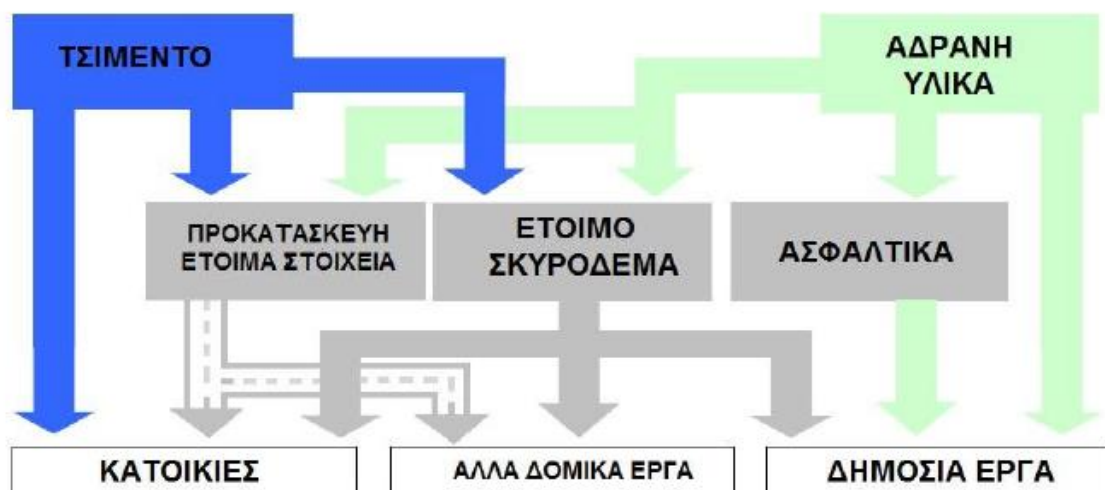 ΤΣΙΜΕΝΤΟ
ΑΔΡΑΝΗ
ΥΛΙΚΑ
ΠΡΟΚΑΤΑΣΚΕΥΗ
ΕΤΟΙΜΑ ΣΤΟΙΧΕΙΑ
ΕΤΟΙΜΟ
ΣΚΥΡΟΔΕΜΑ
ΑΣΦΑΛΤΙΚΑ
ΚΑΤΟΙΚΙΕΣ
ΑΛΛΑ ΔΟΜΙΚΑ ΕΡΓΑ
ΔΗΜΟΣΙΑ ΕΡΓΑ